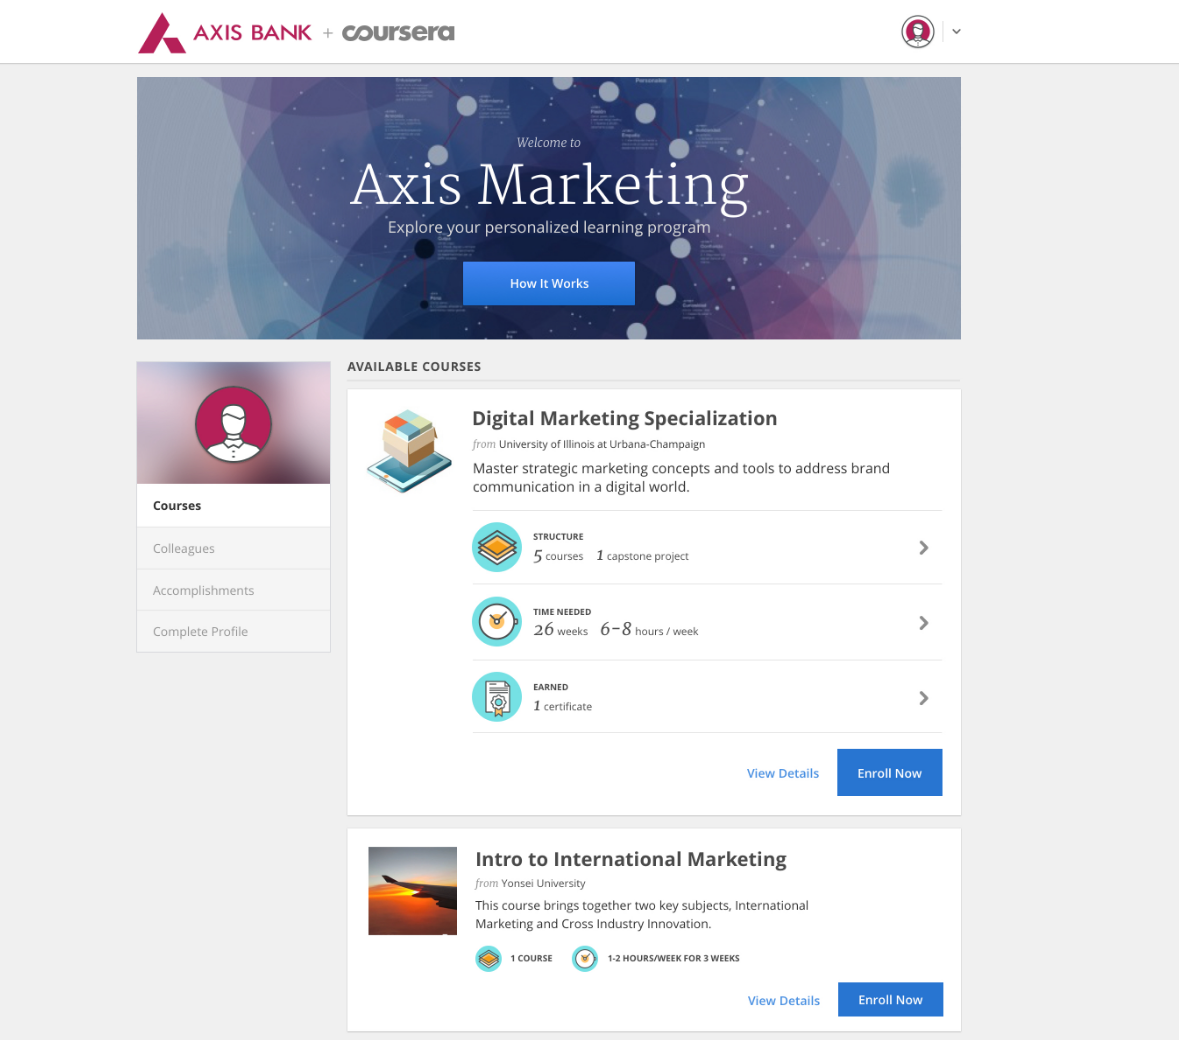 AXIS BANK + coursera
Welcome to
Axis Marketing
Explore your personalized learning program
How It Works
AVAILABLE COURSES
Courses
Colleagues
Accomplishments
Complete Profile
Digital Marketing Specialization
from University of Illinois at Urbana-Champaign
Master strategic marketing concepts and tools to address brand
communication in a digital world.
STRUCTURE
5 courses 1 capstone project
TIME NEEDED
26 weeks 6-8 hours / week
EARNED
1 certificate
View Details Enroll Now
Intro to International Marketing
from Yonsei University
This course brings together two key subjects, International
Marketing and Cross Industry Innovation.
1 COURSE 1-2 HOURS/WEEK FOR 3 WEEKS
View Details Enroll Now